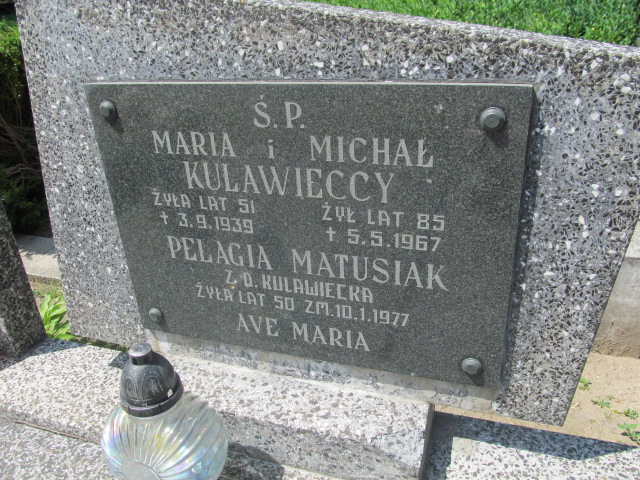 Ś.P.
MARIA i MICHAŁ
KULAWIECCY
ŻYŁA LAT 51 ŻYŁ LAT 85
† 3.9.1939 † 5.5.1967
PELAGIA MATUSIAK
Z.D. KULAWIECKA
ŻYŁA LAT 50 ZM.10.1.1977
AVE MARIA